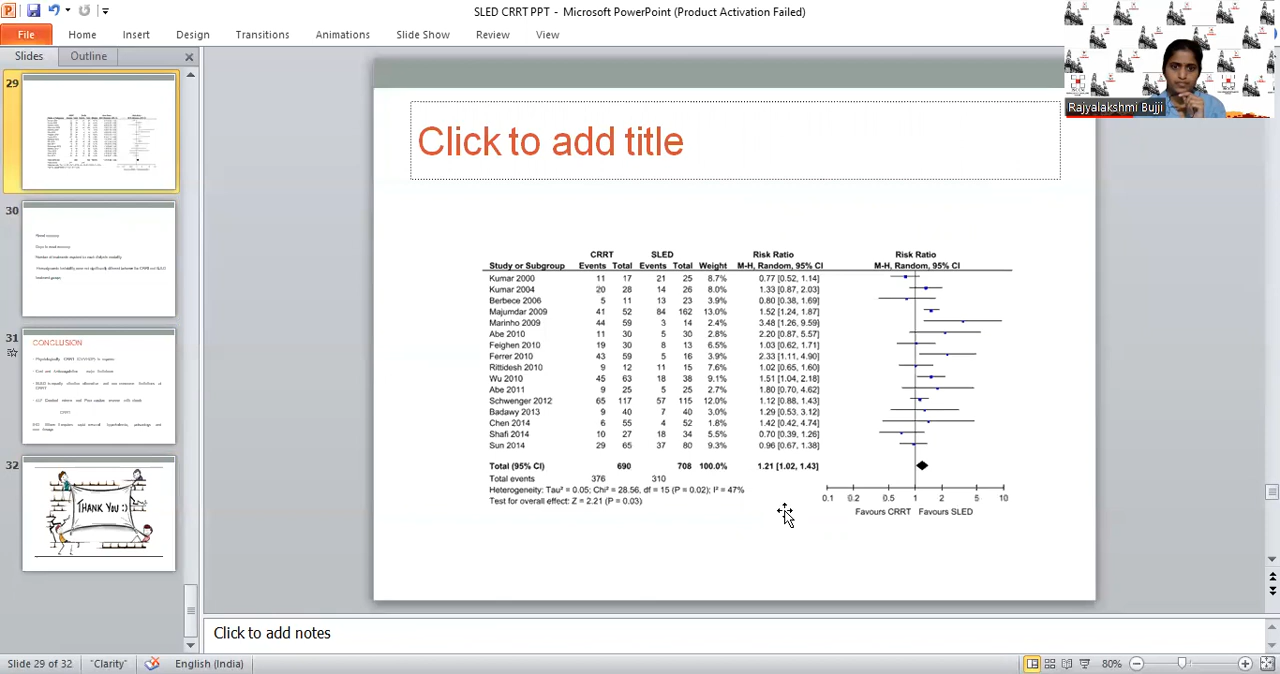 SLED CRRT PPT - Microsoft PowerPoint (Product Activation Failed)
File Home Insert Design Transitions Animations Slide Show Review View
Slides Outline
Rajyalakshmi Bujji
29
30
31
CONCLUSION
32
THANK YOU :)
Click to add title
CRRT SLED Risk Ratio Risk Ratio
Study or Subgroup Events Total Events Total Weight M-H, Random, 95% CI M-H, Random, 95% CI
Kumar 2000 11 17 21 25 8.7% 0.77 [0.52, 1.14]
Kumar 2004 20 28 14 26 8.0% 1.33 [0.87, 2.03]
Berbece 2006 5 11 13 23 3.9% 0.80 [0.38, 1.69]
Majumdar 2009 41 52 84 162 13.9% 1.52 [1.24, 1.87]
Marinho 2009 44 59 3 14 2.4% 3.48 [1.26, 9.59]
Abe 2010 11 30 5 30 2.8% 2.20 [0.87, 5.57]
Feighen 2010 19 30 8 13 6.2% 1.03 [0.62, 1.71]
Ferrer 2010 43 59 5 16 4.0% 2.33 [1.11, 4.90]
Rittidesh 2010 9 12 11 15 7.6% 1.02 [0.65, 1.60]
Wu 2010 45 63 18 38 9.1% 1.51 [1.04, 2.18]
Abe 2011 9 25 5 25 2.7% 1.80 [0.70, 4.62]
Schwenger 2012 65 117 57 115 12.0% 1.12 [0.88, 1.43]
Badawy 2013 9 40 7 40 3.0% 1.29 [0.53, 3.12]
Chen 2014 6 55 4 52 1.7% 1.42 [0.42, 4.74]
Shafi 2014 10 27 18 34 5.0% 0.70 [0.39, 1.26]
Sun 2014 29 65 37 80 9.3% 0.96 [0.67, 1.38]
Total (95% CI) 690 708 100.0% 1.21 [1.02, 1.43]
Total events 376 310
Heterogeneity: Tau² = 0.05; Chi² = 28.56, df = 15 (P = 0.02); I² = 47%
Test for overall effect: Z = 2.21 (P = 0.03)
0.1 0.2 0.5 1 2 5 10
Favours CRRT Favours SLED
Click to add notes
Slide 29 of 32 "Clarity" English (India) 80%